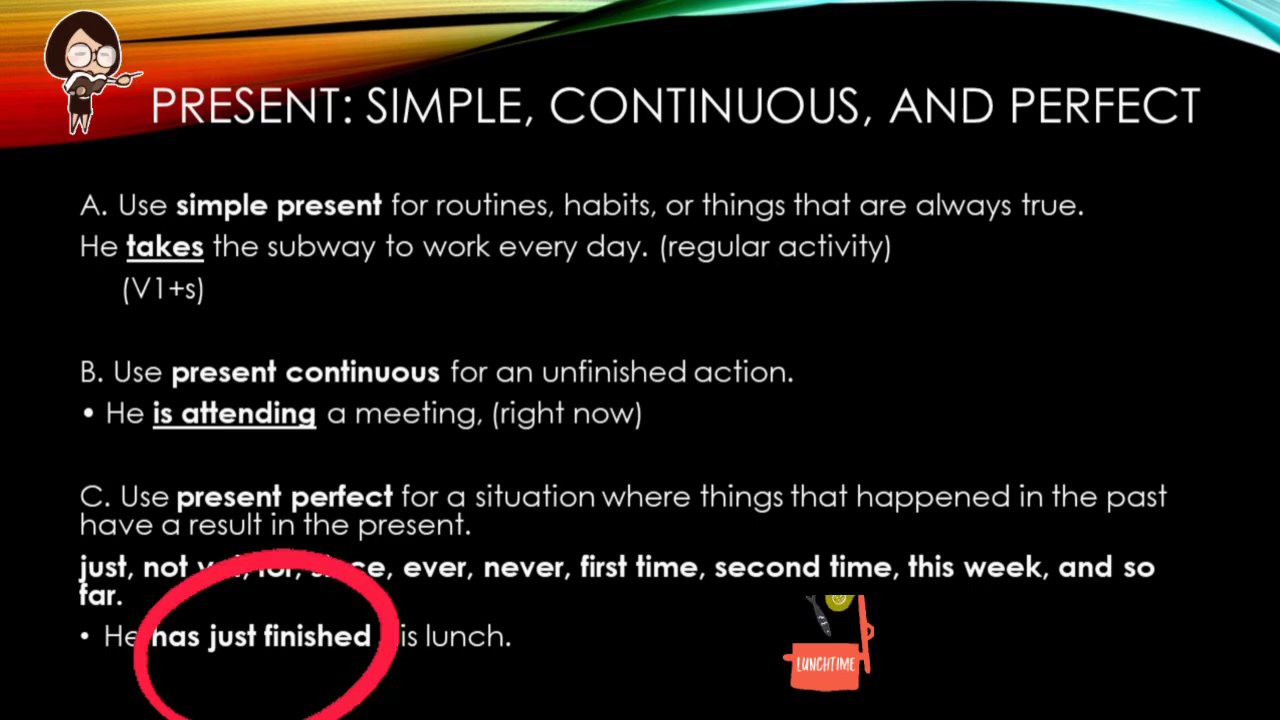 PRESENT: SIMPLE, CONTINUOUS, AND PERFECT
A. Use simple present for routines, habits, or things that are always true.
He takes the subway to work every day. (regular activity)
(V1+s)
B. Use present continuous for an unfinished action.
• He is attending a meeting, (right now)
C. Use present perfect for a situation where things that happened in the past
have a result in the present.
just, not ever, never, first time, second time, this week, and so
far.
• He has just finished lunch.
LUNCHTIME